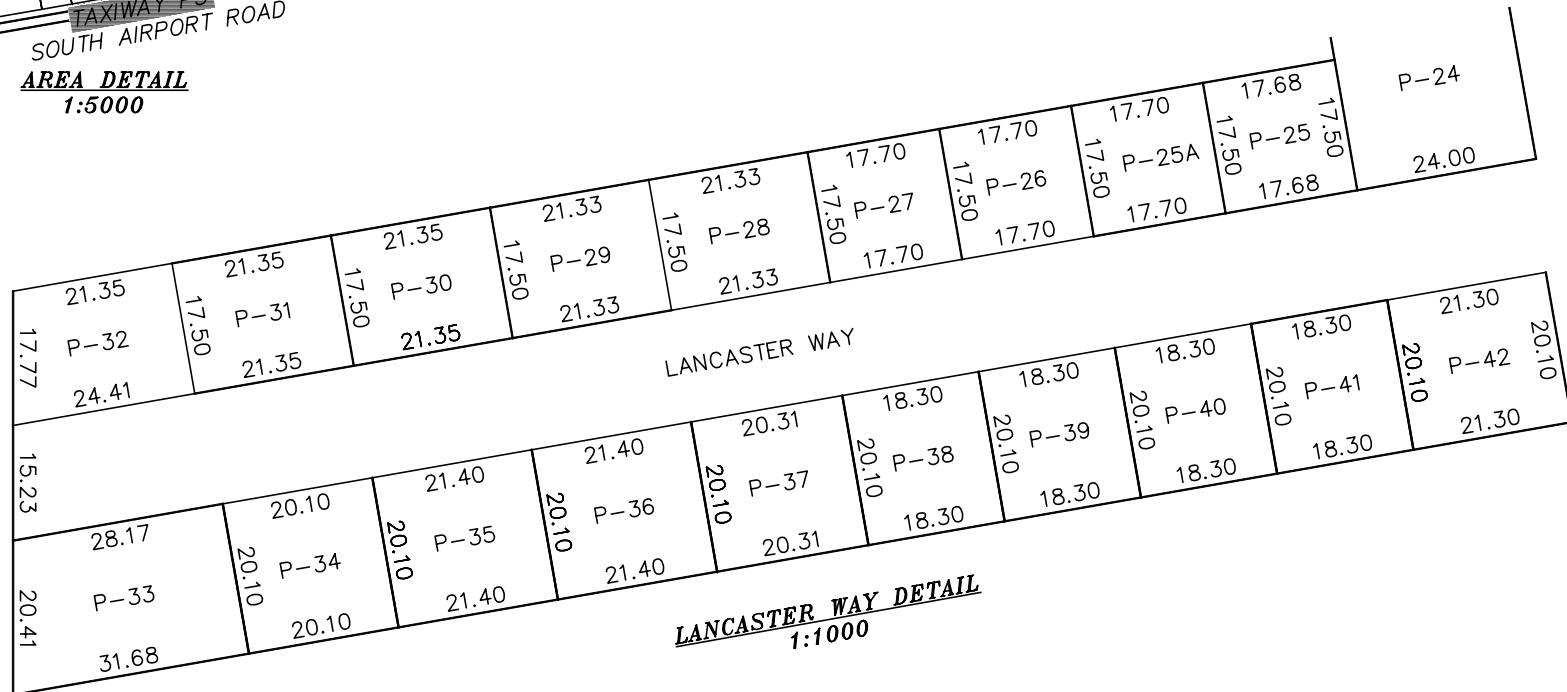 TAXIWAY
SOUTH AIRPORT ROAD
AREA DETAIL
1:5000
P-24
24.00
17.68
17.50
P-25
17.50
17.68
17.70
17.50
P-25A
17.70
17.70
17.50
P-26
17.70
17.70
17.50
P-27
17.70
21.33
17.50
P-28
21.33
21.33
17.50
P-29
21.33
21.35
17.50
P-30
21.35
21.35
17.50
P-31
21.35
21.35
17.77
P-32
24.41
LANCASTER WAY
15.23
28.17
20.41
P-33
31.68
20.10
20.10
P-34
20.10
21.40
20.10
P-35
21.40
21.40
20.10
P-36
21.40
20.31
20.10
P-37
20.31
18.30
20.10
P-38
18.30
18.30
20.10
P-39
18.30
18.30
20.10
P-40
18.30
18.30
20.10
P-41
18.30
21.30
20.10
P-42
20.10
21.30
LANCASTER WAY DETAIL
1:1000